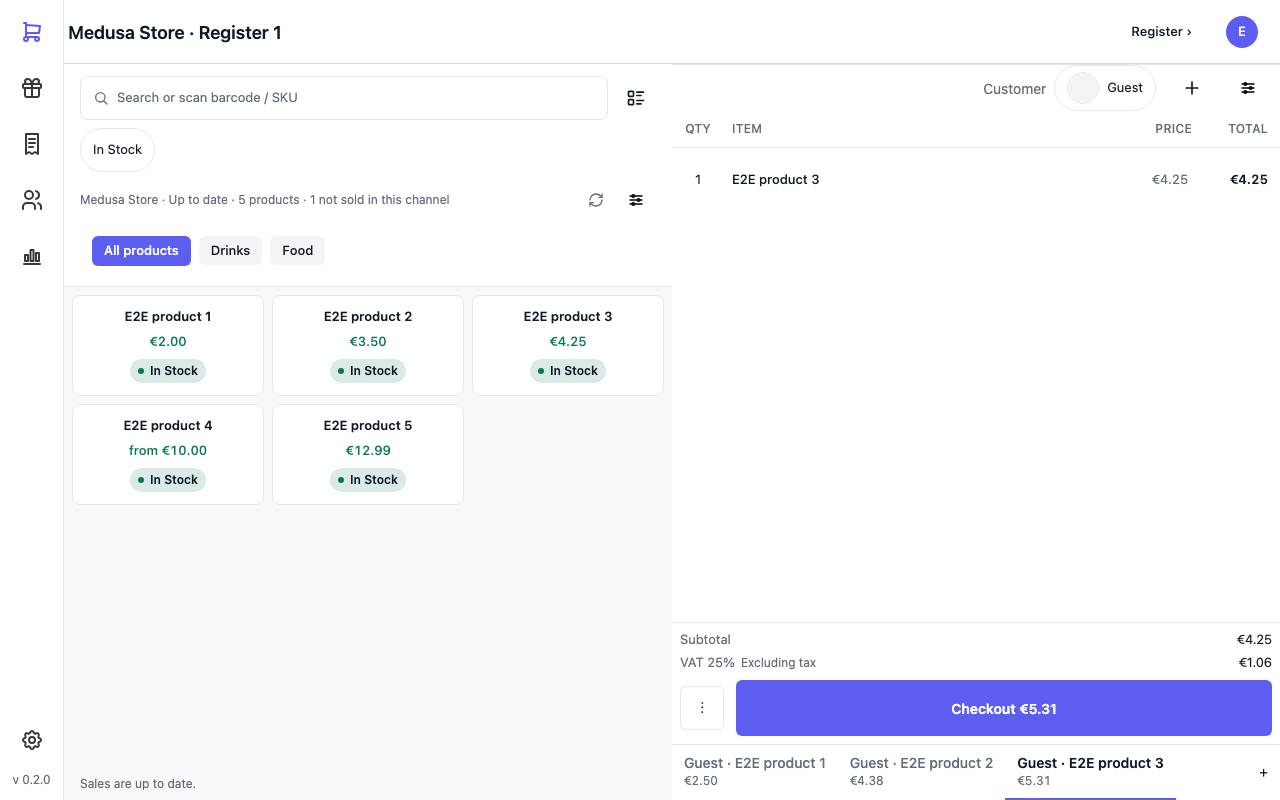 Medusa Store · Register 1
Register ›
E
Search or scan barcode / SKU
In Stock
Medusa Store · Up to date · 5 products · 1 not sold in this channel
All products
Drinks
Food
E2E product 1
€2.00
In Stock
E2E product 2
€3.50
In Stock
E2E product 3
€4.25
In Stock
E2E product 4
from €10.00
In Stock
E2E product 5
€12.99
In Stock
Sales are up to date.
v 0.2.0
Customer
Guest
QTY ITEM PRICE TOTAL
1 E2E product 3 €4.25 €4.25
Subtotal €4.25
VAT 25% Excluding tax €1.06
Checkout €5.31
Guest · E2E product 1
€2.50
Guest · E2E product 2
€4.38
Guest · E2E product 3
€5.31
+